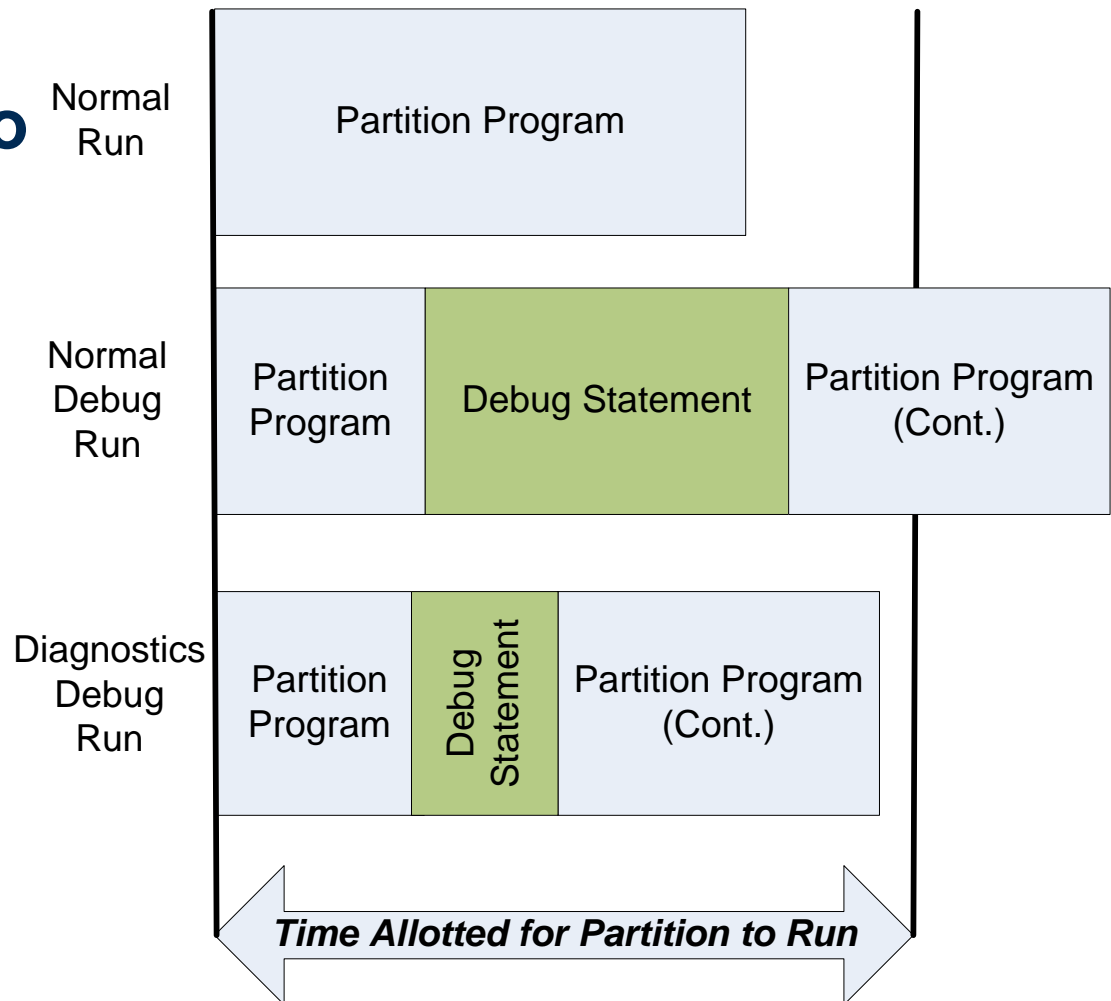 o
Normal
Run
Partition Program
Normal
Debug
Run
Partition
Program
Debug Statement
Partition Program
(Cont.)
Diagnostics
Debug
Run
Partition
Program
Debug
Statement
Partition Program
(Cont.)
Time Allotted for Partition to Run